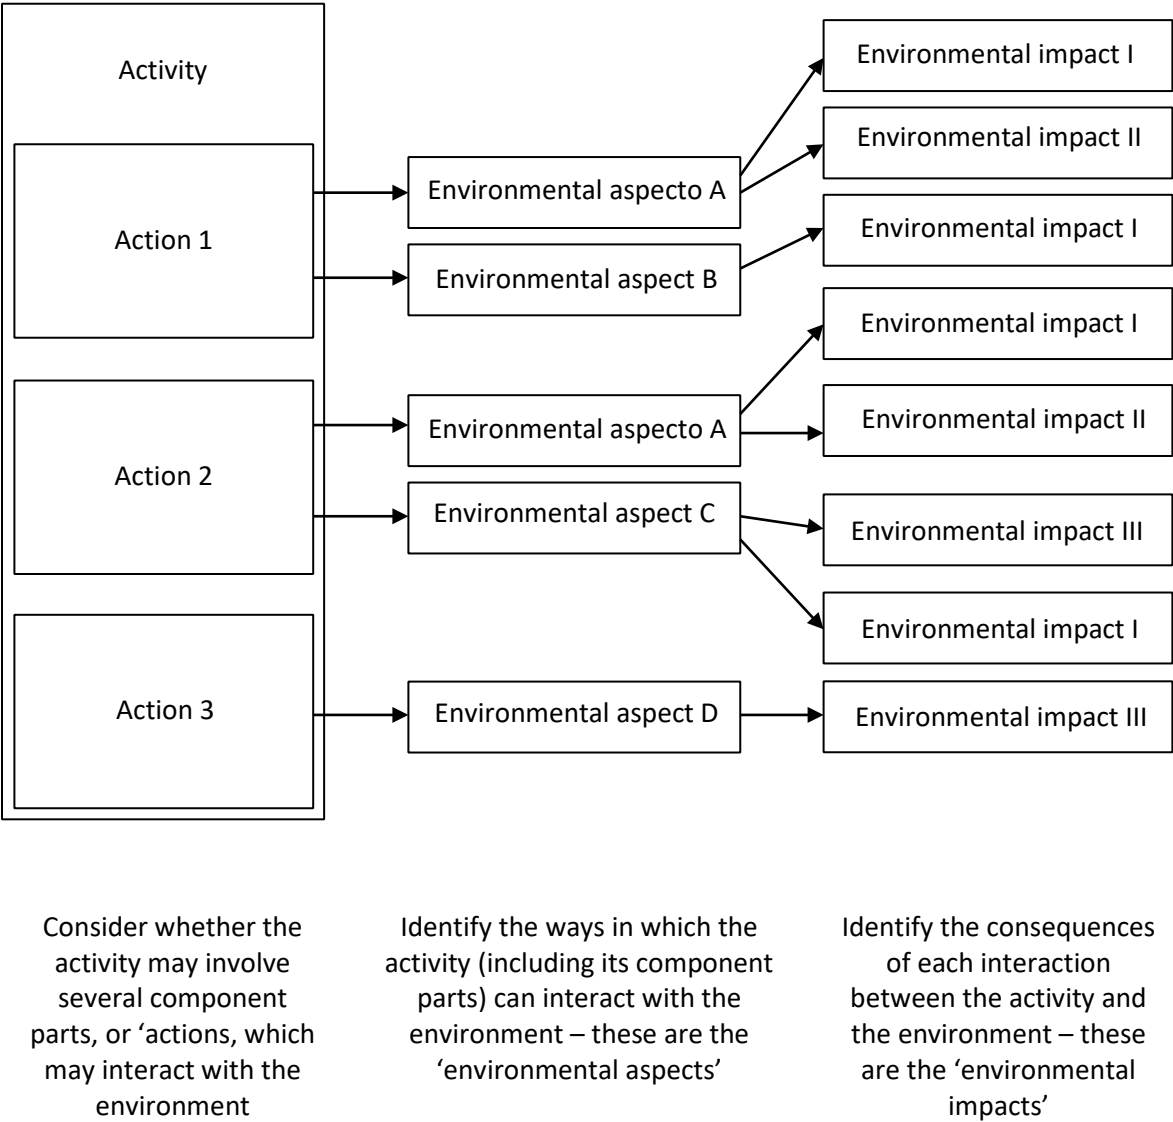 Activity
Action 1
Action 2
Action 3
Environmental aspecto A
Environmental aspect B
Environmental aspecto A
Environmental aspect C
Environmental aspect D
Environmental impact I
Environmental impact II
Environmental impact I
Environmental impact I
Environmental impact II
Environmental impact III
Environmental impact I
Environmental impact III
Consider whether the
activity may involve
several component
parts, or ‘actions, which
may interact with the
environment
Identify the ways in which the
activity (including its component
parts) can interact with the
environment – these are the
‘environmental aspects’
Identify the consequences
of each interaction
between the activity and
the environment – these
are the ‘environmental
impacts’